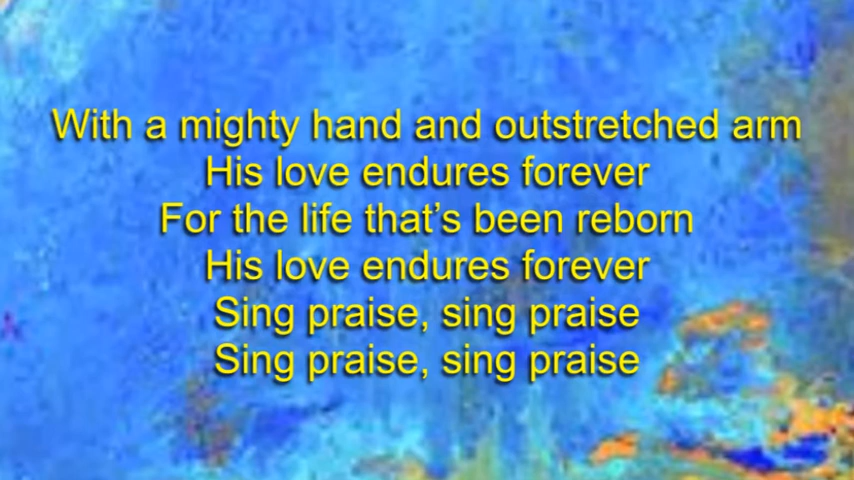 With a mighty hand and outstretched arm
His love endures forever
For the life that’s been reborn
His love endures forever
Sing praise, sing praise
Sing praise, sing praise